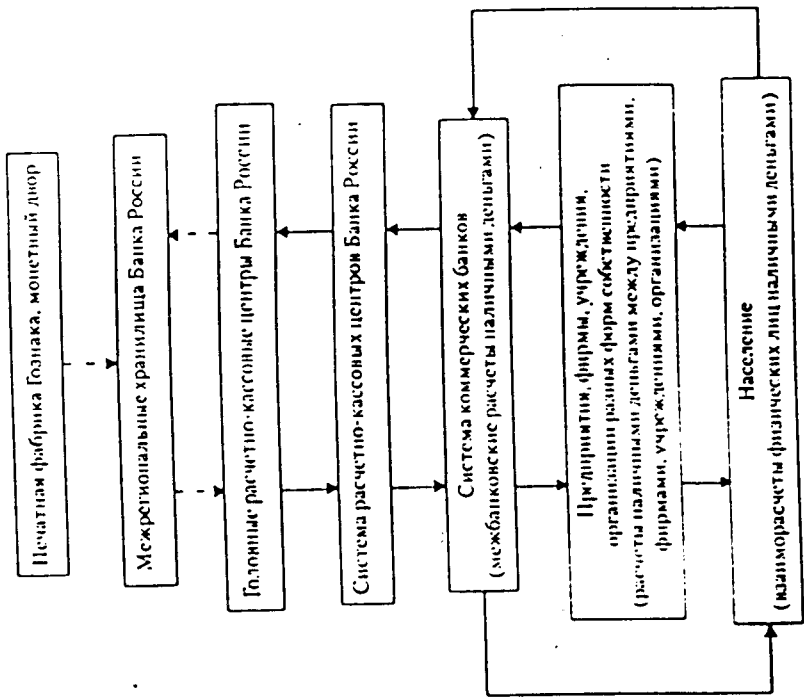 Печатная фабрика Гознака, монетный двор
Межрегиональные хранилища Банка России
Головные расчетно-кассовые центры Банка России
Система расчетно-кассовых центров Банка России
Система коммерческих банков
(межбанковские расчеты наличными деньгами)
Предприятия, фирмы, учреждения,
организации разных форм собственности
(расчеты наличными деньгами между предприятиями,
фирмами, учреждениями, организациями)
Население
(взаиморасчеты физических лиц наличными деньгами)